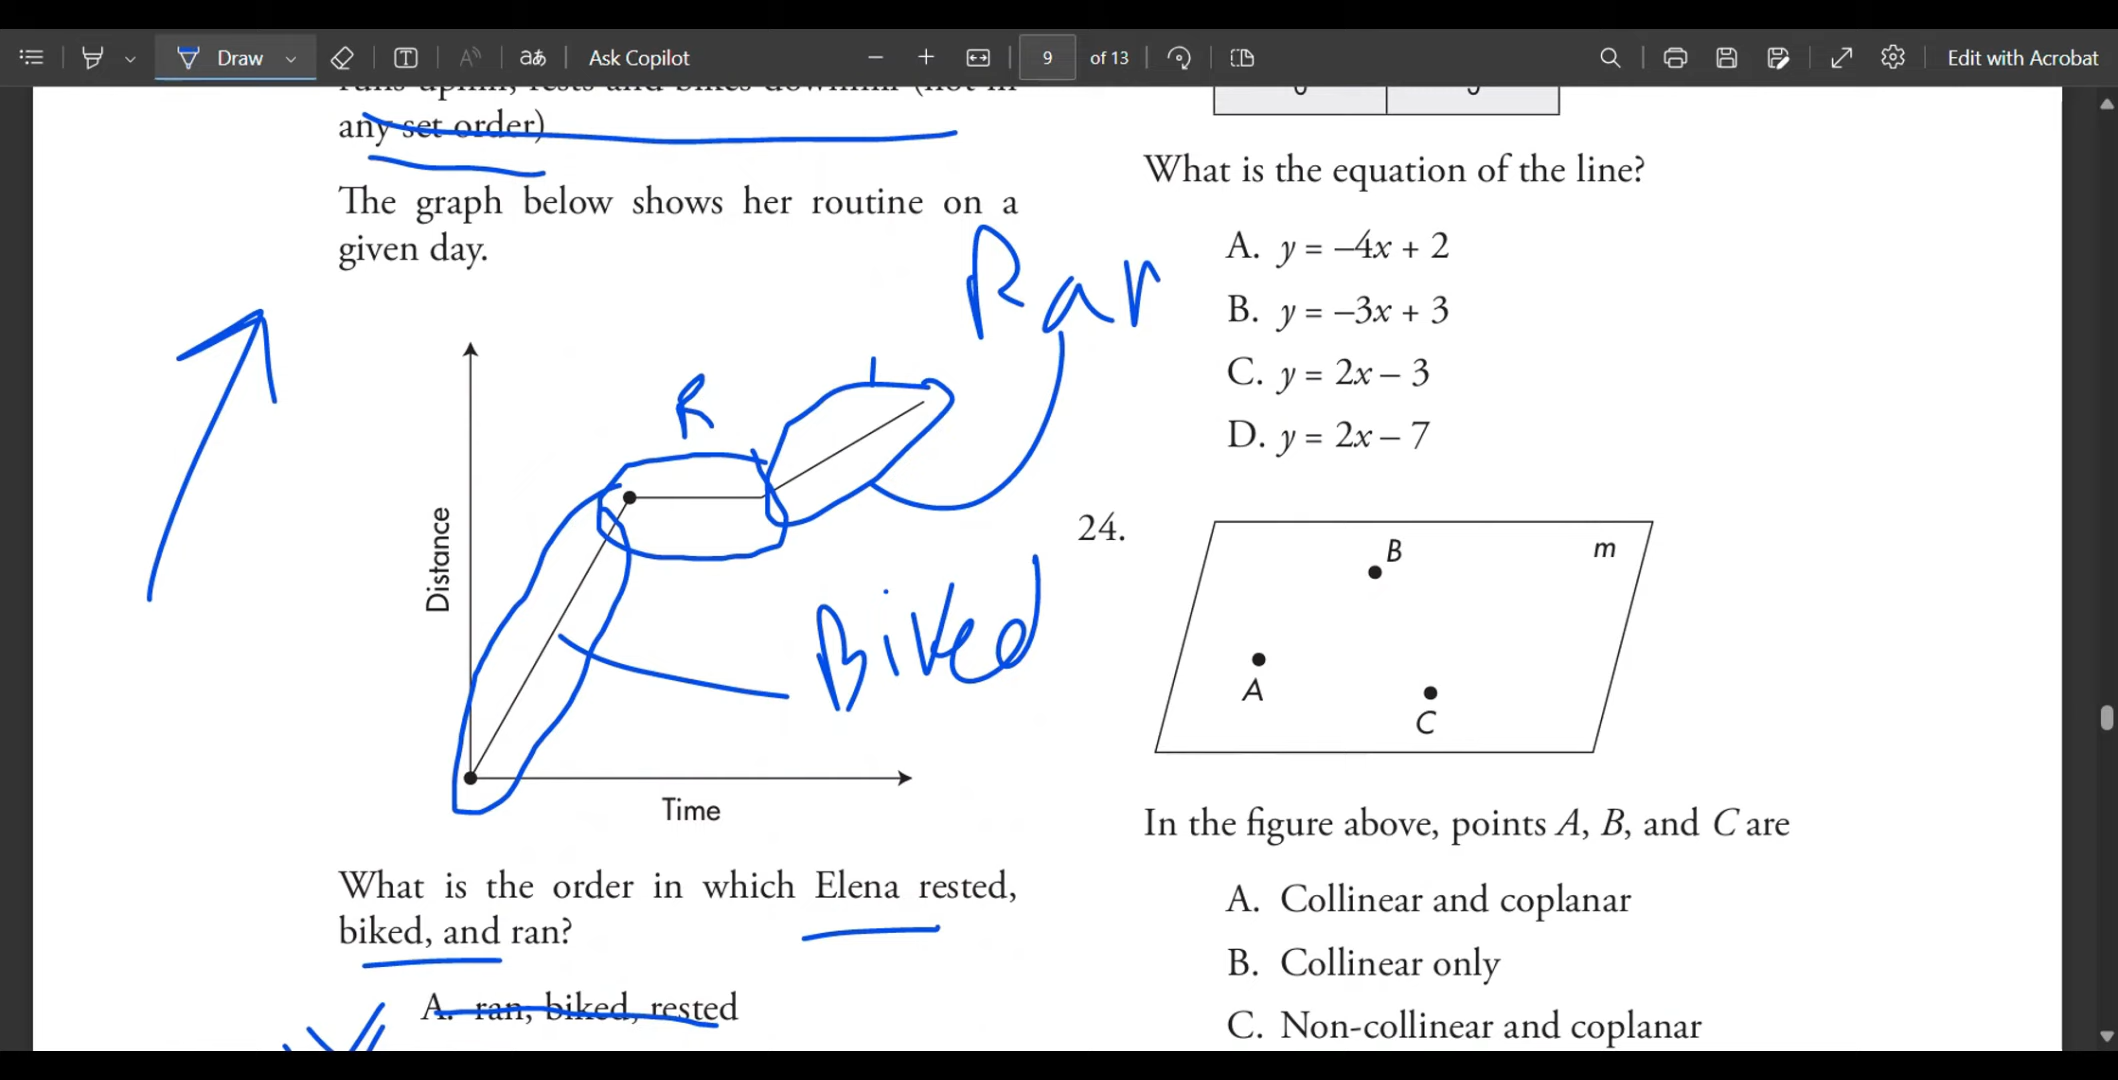 Draw
Ask Copilot
9 of 13
Edit with Acrobat
any set order)
The graph below shows her routine on a
given day.
Ran
R
Distance
Biked
Time
What is the order in which Elena rested,
biked, and ran?
A. ran, biked, rested
What is the equation of the line?
A. y = –4x + 2
B. y = –3x + 3
C. y = 2x – 3
D. y = 2x – 7
24.
B
m
A
C
In the figure above, points A, B, and C are
A. Collinear and coplanar
B. Collinear only
C. Non-collinear and coplanar